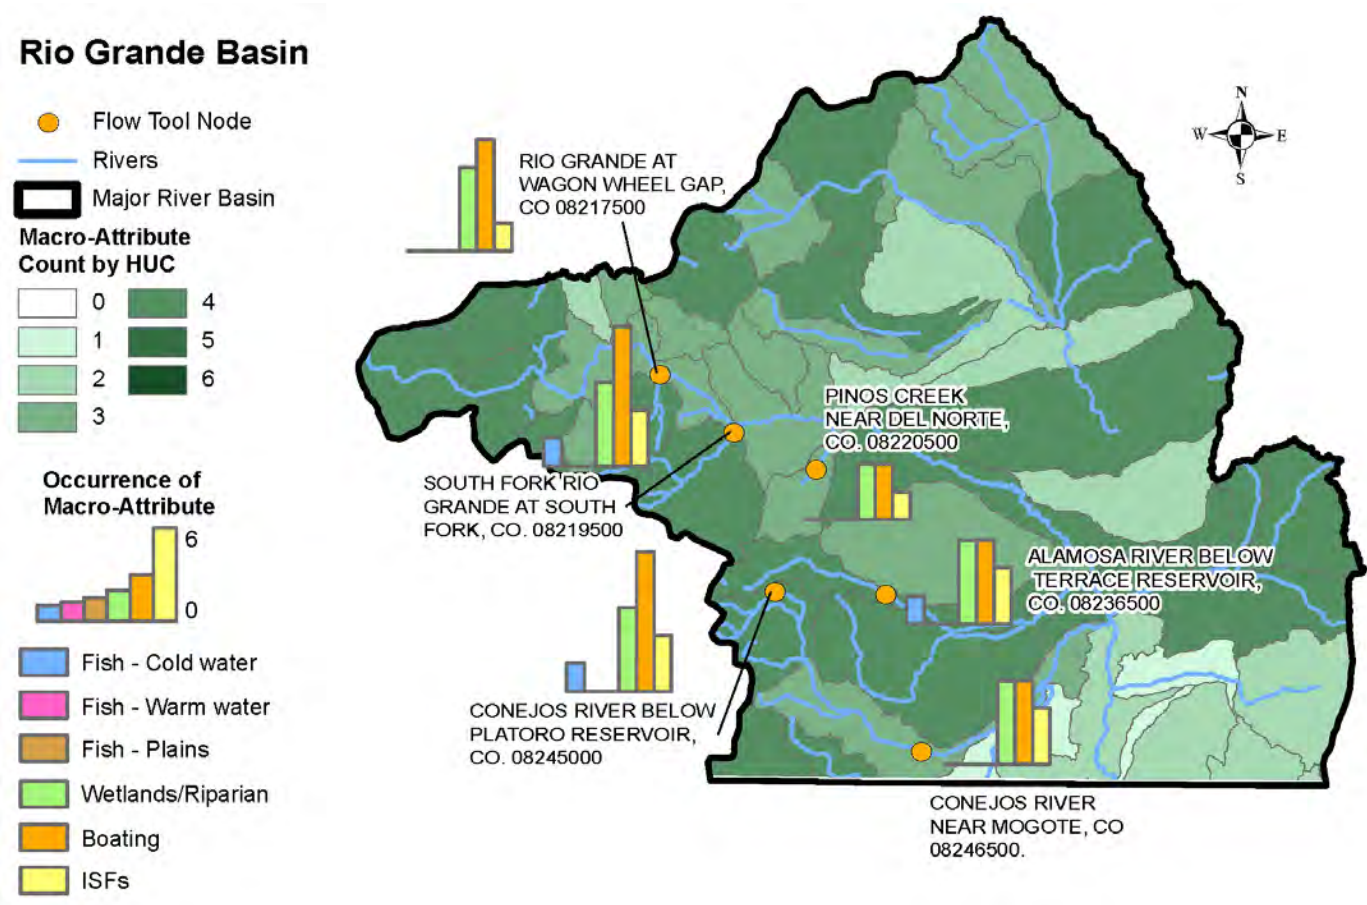 Rio Grande Basin
Flow Tool Node
Rivers
Major River Basin
Macro-Attribute
Count by HUC
0
4
1
5
2
6
3
Occurrence of
Macro-Attribute
6
0
Fish - Cold water
Fish - Warm water
Fish - Plains
Wetlands/Riparian
Boating
ISFs
N
W
E
S
RIO GRANDE AT
WAGON WHEEL GAP,
CO 08217500
PINOS CREEK
NEAR DEL NORTE,
CO. 08220500
SOUTH FORK RIO
GRANDE AT SOUTH
FORK, CO. 08219500
ALAMOSA RIVER BELOW
TERRACE RESERVOIR,
CO. 08236500
CONEJOS RIVER BELOW
PLATORO RESERVOIR,
CO. 08245000
CONEJOS RIVER
NEAR MOGOTE, CO
08246500.